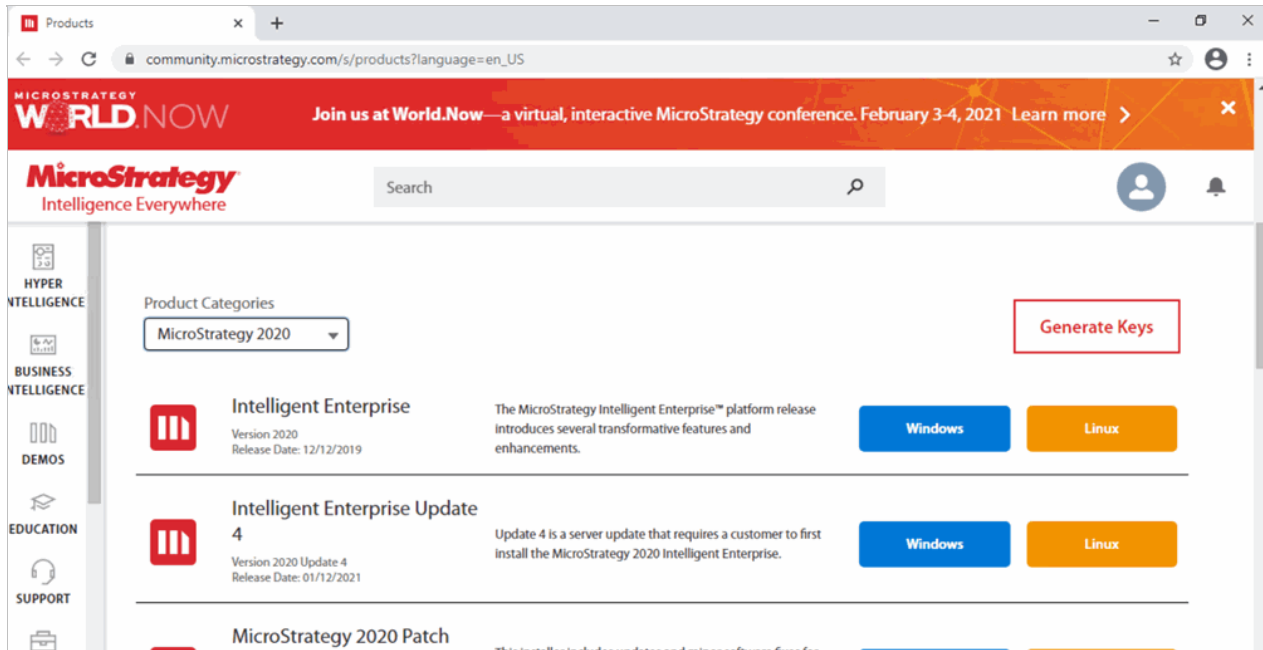 Products
community.microstrategy.com/s/products?language=en_US
MICROSTRATEGY
WORLD.NOW
Join us at World.Now—a virtual, interactive MicroStrategy conference. February 3-4, 2021 Learn more
MicroStrategy
Intelligence Everywhere
Search
HYPER
NTELLIGENCE
BUSINESS
NTELLIGENCE
DEMOS
EDUCATION
SUPPORT
Product Categories
MicroStrategy 2020
Generate Keys
Intelligent Enterprise
Version 2020
Release Date: 12/12/2019
The MicroStrategy Intelligent Enterprise™ platform release
introduces several transformative features and
enhancements.
Windows
Linux
Intelligent Enterprise Update
4
Version 2020 Update 4
Release Date: 01/12/2021
Update 4 is a server update that requires a customer to first
install the MicroStrategy 2020 Intelligent Enterprise.
Windows
Linux
MicroStrategy 2020 Patch